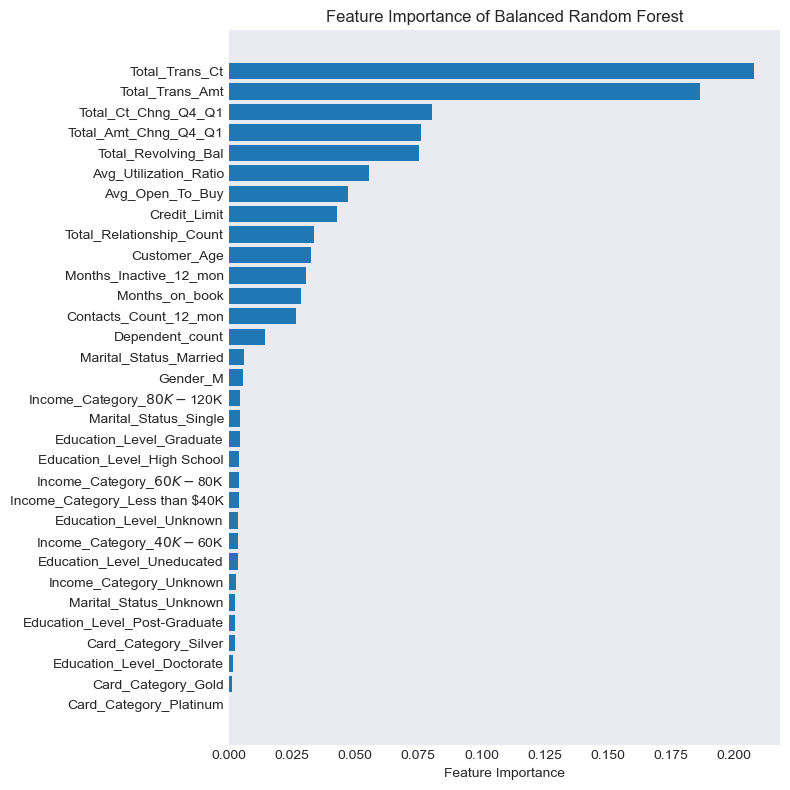 Feature Importance of Balanced Random Forest
Total_Trans_Ct
Total_Trans_Amt
Total_Ct_Chng_Q4_Q1
Total_Amt_Chng_Q4_Q1
Total_Revolving_Bal
Avg_Utilization_Ratio
Avg_Open_To_Buy
Credit_Limit
Total_Relationship_Count
Customer_Age
Months_Inactive_12_mon
Months_on_book
Contacts_Count_12_mon
Dependent_count
Marital_Status_Married
Gender_M
Income_Category_80K − 120K
Marital_Status_Single
Education_Level_Graduate
Education_Level_High School
Income_Category_60K − 80K
Income_Category_Less than $40K
Education_Level_Unknown
Income_Category_40K − 60K
Education_Level_Uneducated
Income_Category_Unknown
Marital_Status_Unknown
Education_Level_Post-Graduate
Card_Category_Silver
Education_Level_Doctorate
Card_Category_Gold
Card_Category_Platinum
0.000 0.025 0.050 0.075 0.100 0.125 0.150 0.175 0.200
Feature Importance